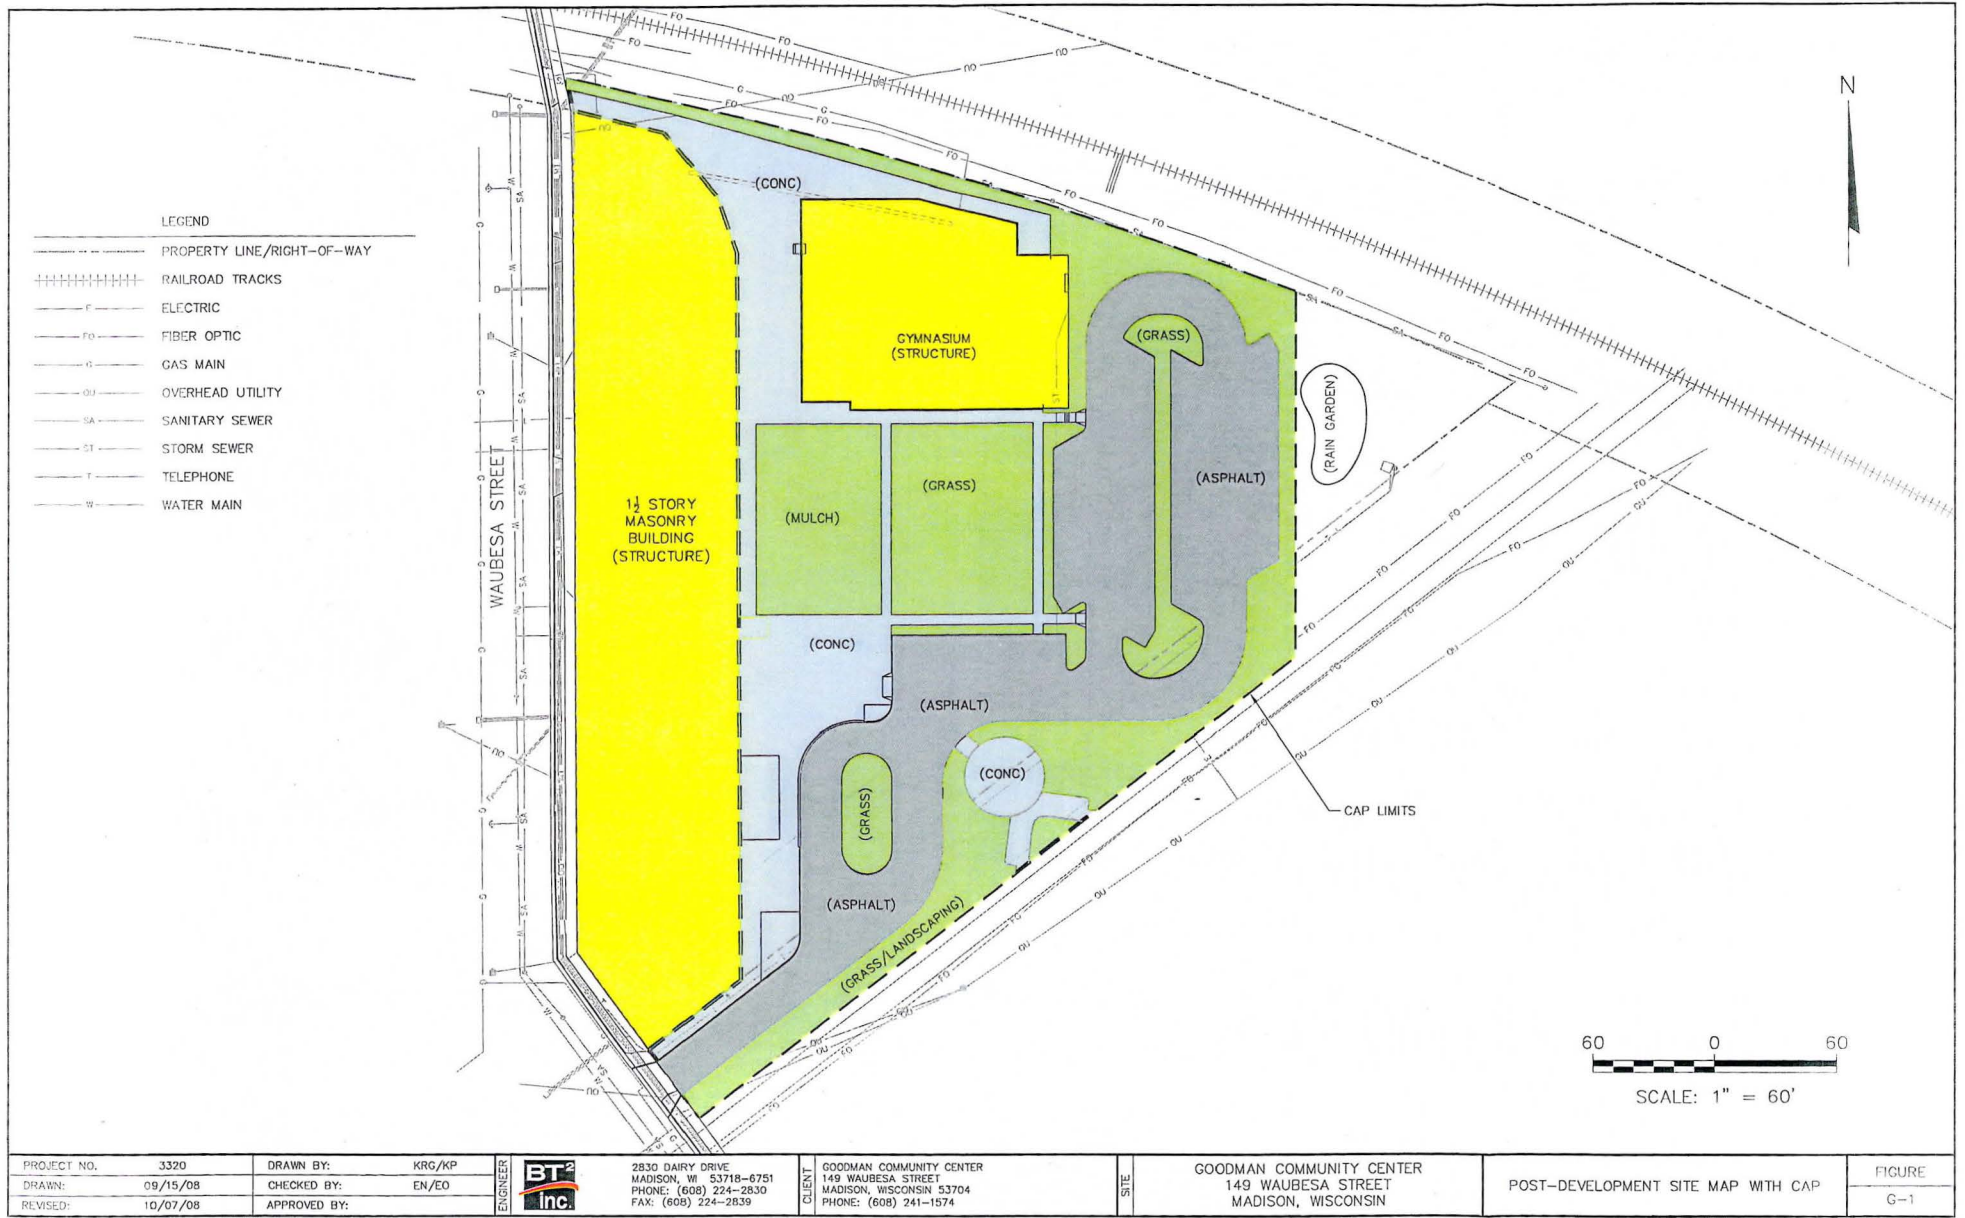 N
LEGEND
PROPERTY LINE/RIGHT-OF-WAY
RAILROAD TRACKS
ELECTRIC
FO FIBER OPTIC
G GAS MAIN
OU OVERHEAD UTILITY
SA SANITARY SEWER
ST STORM SEWER
T TELEPHONE
W WATER MAIN
WAUBESA STREET
(CONC)
GYMNASIUM
(STRUCTURE)
(GRASS)
(RAIN GARDEN)
(ASPHALT)
1½ STORY
MASONRY
BUILDING
(STRUCTURE)
(MULCH)
(GRASS)
(CONC)
(ASPHALT)
(CONC)
(GRASS)
CAP LIMITS
(ASPHALT)
(GRASS/LANDSCAPING)
60 0 60
SCALE: 1" = 60'
PROJECT NO. 3320
DRAWN: 09/15/08
REVISED: 10/07/08
DRAWN BY: KRG/KP
CHECKED BY: EN/EO
APPROVED BY:
ENGINEER
BT²
Inc.
2830 DAIRY DRIVE
MADISON, WI 53718-6751
PHONE: (608) 224-2830
FAX: (608) 224-2839
CLIENT
GOODMAN COMMUNITY CENTER
149 WAUBESA STREET
MADISON, WISCONSIN 53704
PHONE: (608) 241-1574
SITE
GOODMAN COMMUNITY CENTER
149 WAUBESA STREET
MADISON, WISCONSIN
POST-DEVELOPMENT SITE MAP WITH CAP
FIGURE
G-1